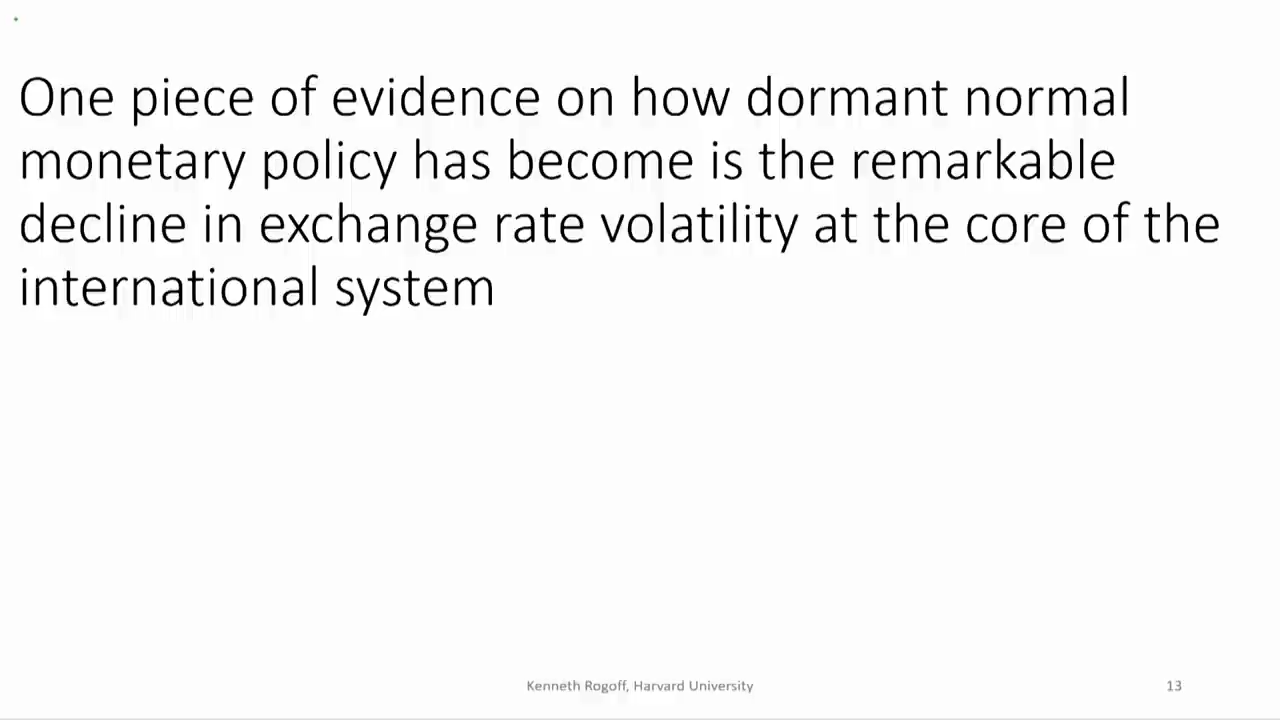 One piece of evidence on how dormant normal
monetary policy has become is the remarkable
decline in exchange rate volatility at the core of the
international system
Kenneth Rogoff, Harvard University
13